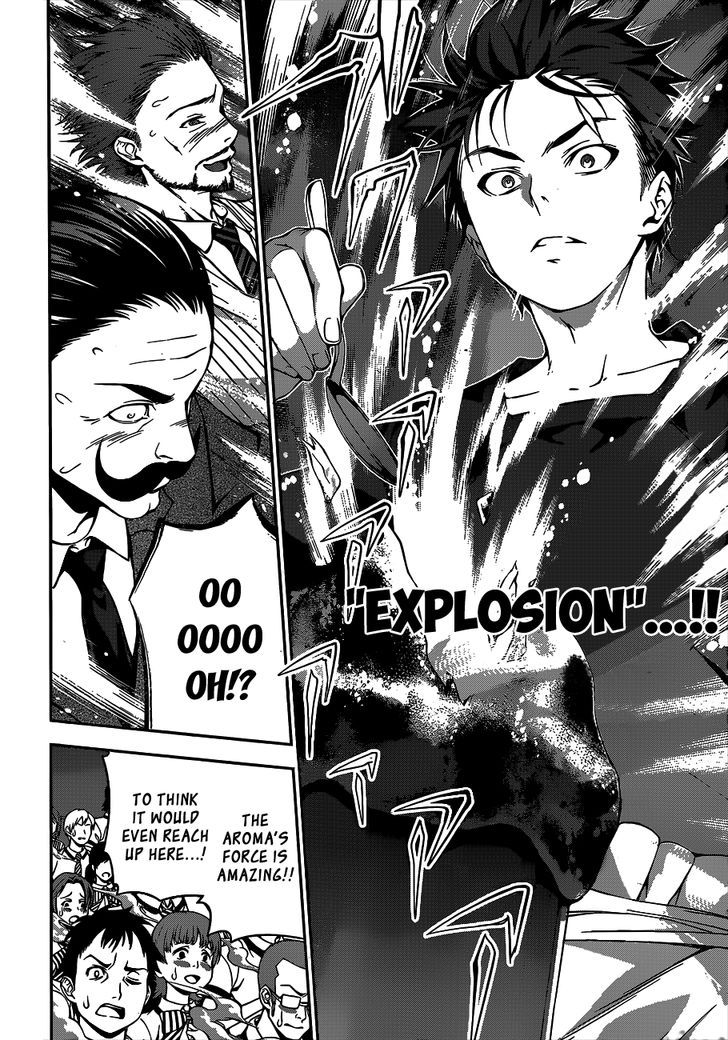 "EXPLOSION"...!!
OO
OOOO
OH!?
THE
AROMA'S
FORCE IS
AMAZING!!
TO THINK
IT WOULD
EVEN REACH
UP HERE...!